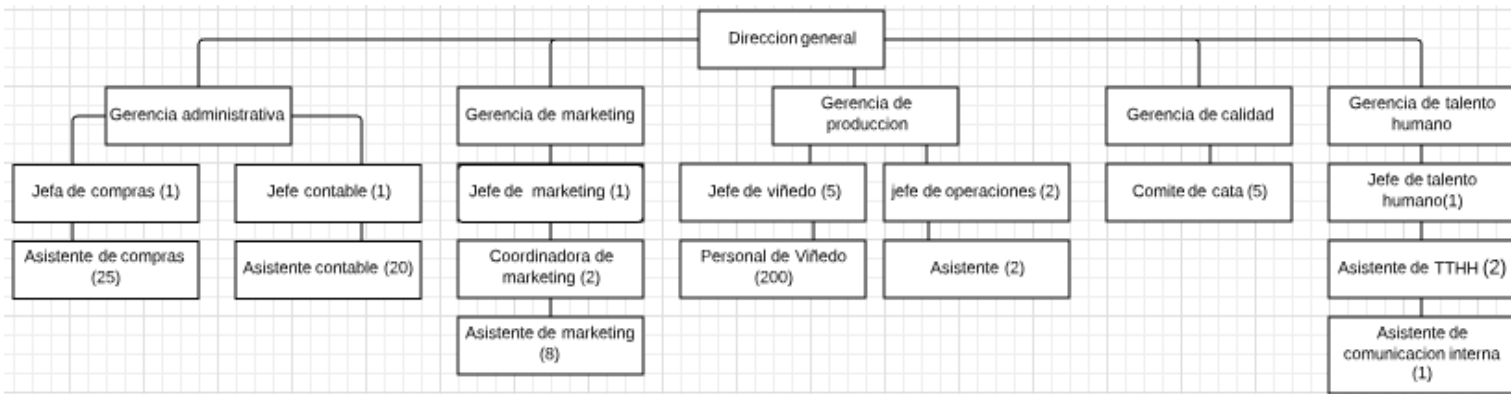 Direccion general
Gerencia administrativa
Gerencia de marketing
Gerencia de
produccion
Gerencia de calidad
Gerencia de talento
humano
Jefa de compras (1)
Jefe contable (1)
Jefe de marketing (1)
Jefe de viñedo (5)
jefe de operaciones (2)
Comite de cata (5)
Jefe de talento
humano(1)
Asistente de compras
(25)
Asistente contable (20)
Coordinadora de
marketing (2)
Personal de Viñedo
(200)
Asistente (2)
Asistente de TTHH (2)
Asistente de marketing
(8)
Asistente de
comunicacion interna
(1)